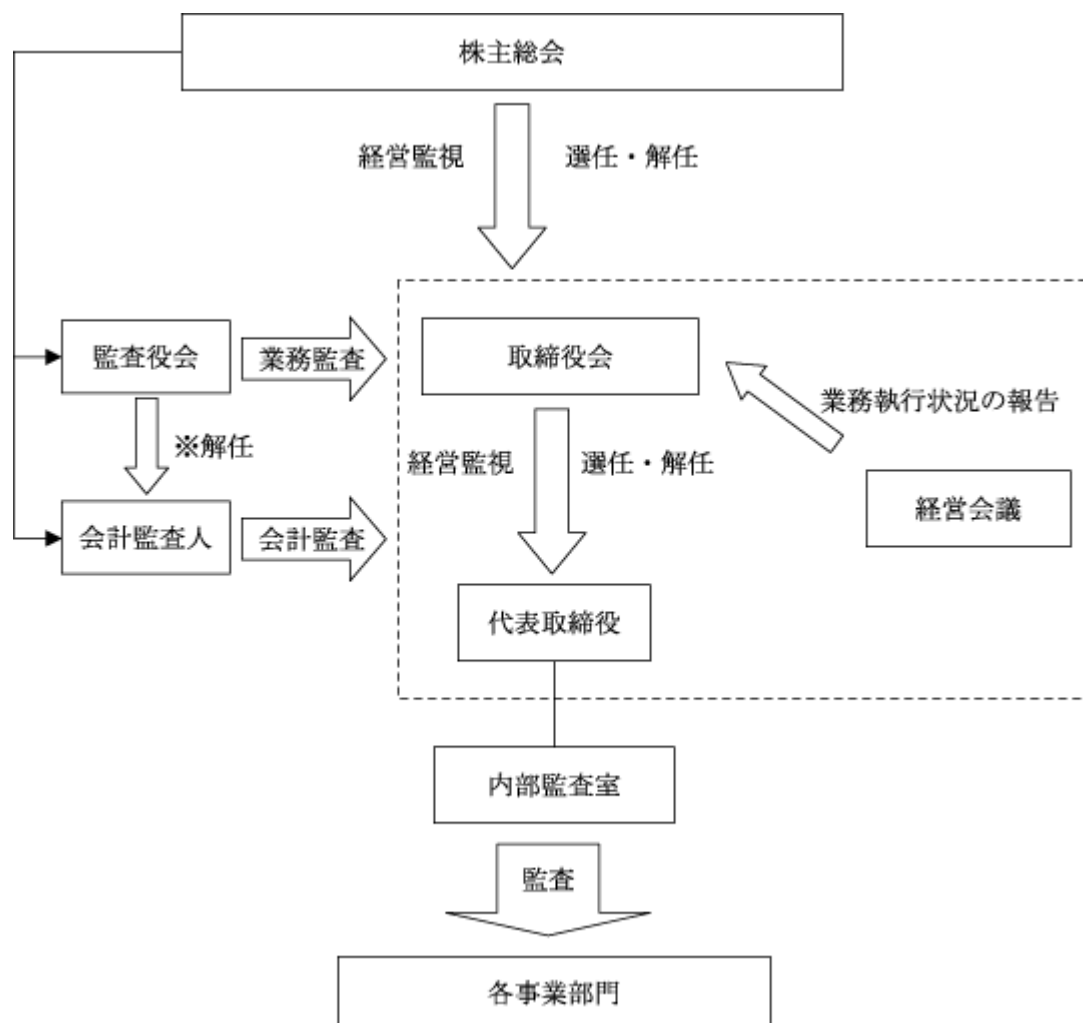 株主総会
経営監視
選任・解任
監査役会
業務監査
取締役会
業務執行状況の報告
※解任
経営監視
選任・解任
経営会議
会計監査人
会計監査
代表取締役
内部監査室
監査
各事業部門